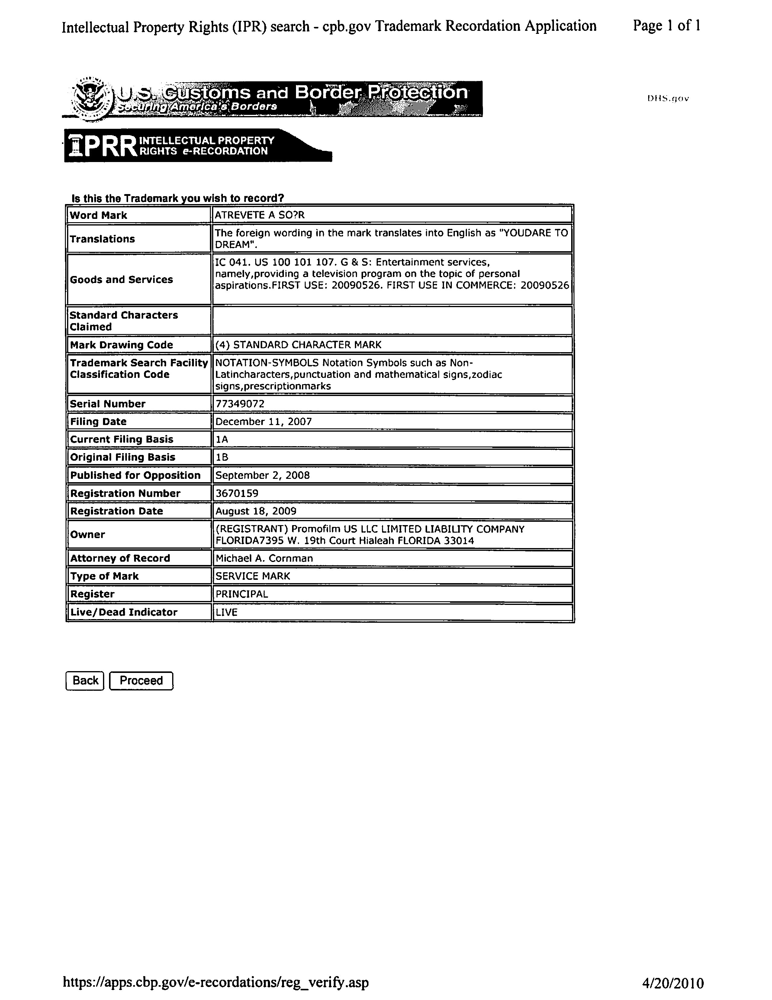 Intellectual Property Rights (IPR) search - cpb.gov Trademark Recordation Application Page 1 of 1
U.S. Customs and Border Protection
Securing America's Borders
DHS.gov
IPRR INTELLECTUAL PROPERTY
RIGHTS e-RECORDATION
Is this the Trademark you wish to record?
Word Mark ATREVETE A SO?R
Translations The foreign wording in the mark translates into English as "YOUDARE TO
DREAM".
Goods and Services IC 041. US 100 101 107. G & S: Entertainment services,
namely,providing a television program on the topic of personal
aspirations.FIRST USE: 20090526. FIRST USE IN COMMERCE: 20090526
Standard Characters
Claimed
Mark Drawing Code (4) STANDARD CHARACTER MARK
Trademark Search Facility NOTATION-SYMBOLS Notation Symbols such as Non-
Classification Code Latincharacters,punctuation and mathematical signs,zodiac
signs,prescriptionmarks
Serial Number 77349072
Filing Date December 11, 2007
Current Filing Basis 1A
Original Filing Basis 1B
Published for Opposition September 2, 2008
Registration Number 3670159
Registration Date August 18, 2009
Owner (REGISTRANT) Promofilm US LLC LIMITED LIABILITY COMPANY
FLORIDA7395 W. 19th Court Hialeah FLORIDA 33014
Attorney of Record Michael A. Cornman
Type of Mark SERVICE MARK
Register PRINCIPAL
Live/Dead Indicator LIVE
Back Proceed
https://apps.cbp.gov/e-recordations/reg_verify.asp 4/20/2010